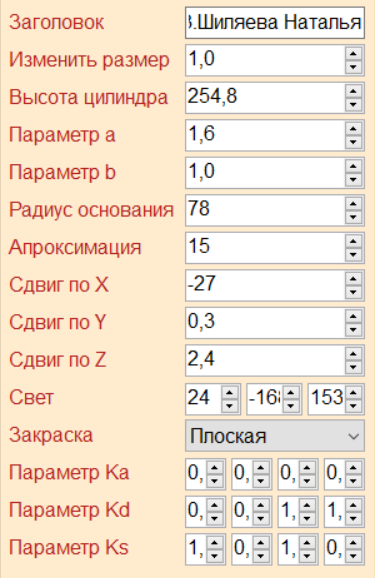 Заголовок .Шиляева Наталья
Изменить размер 1,0
Высота цилиндра 254,8
Параметр a 1,6
Параметр b 1,0
Радиус основания 78
Апроксимация 15
Сдвиг по X -27
Сдвиг по Y 0,3
Сдвиг по Z 2,4
Свет 24 -16 153
Закраска Плоская
Параметр Ka 0, 0, 0, 0,
Параметр Kd 0, 0, 1, 1,
Параметр Ks 1, 0, 1, 0,